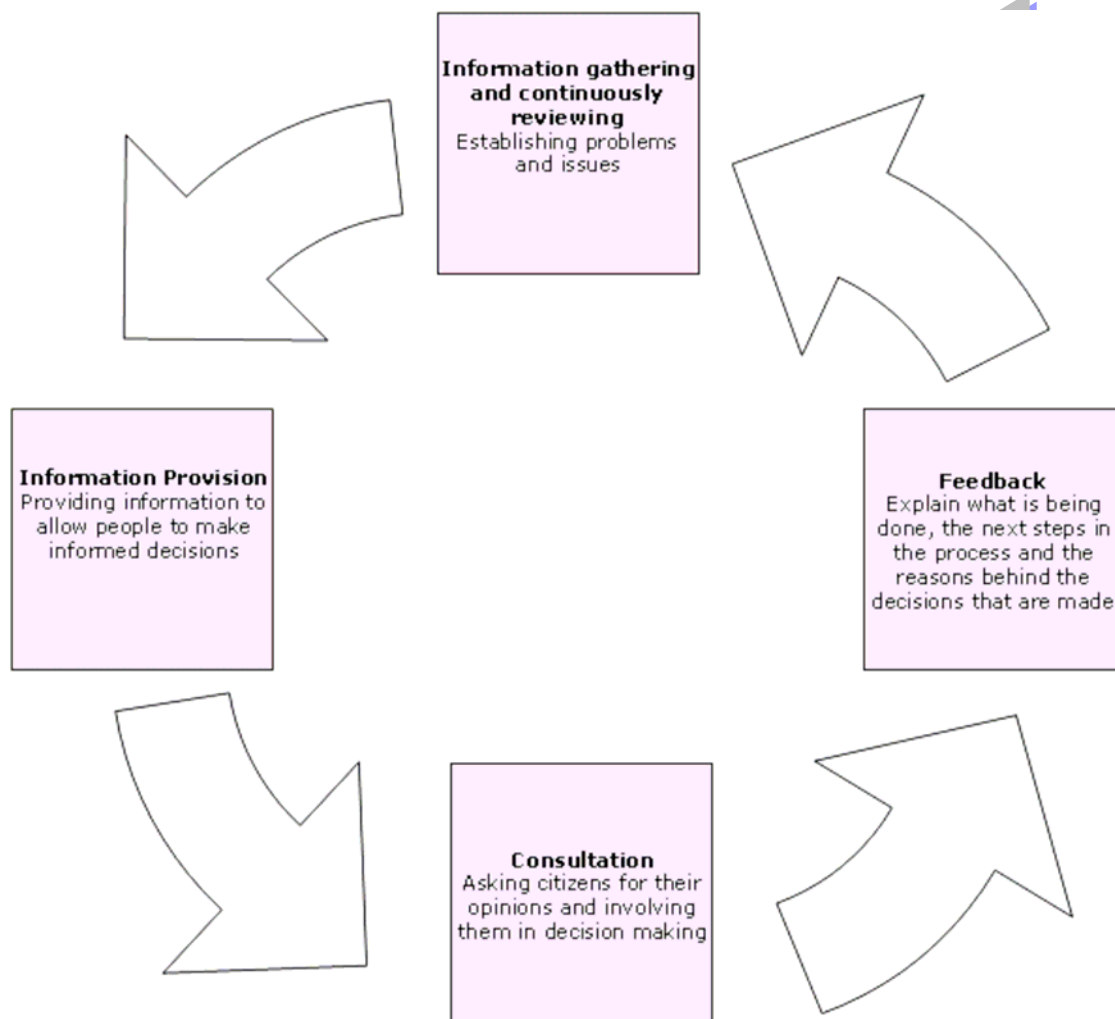 Information gathering
and continuously
reviewing
Establishing problems
and issues
Information Provision
Providing information to
allow people to make
informed decisions
Feedback
Explain what is being
done, the next steps in
the process and the
reasons behind the
decisions that are made
Consultation
Asking citizens for their
opinions and involving
them in decision making